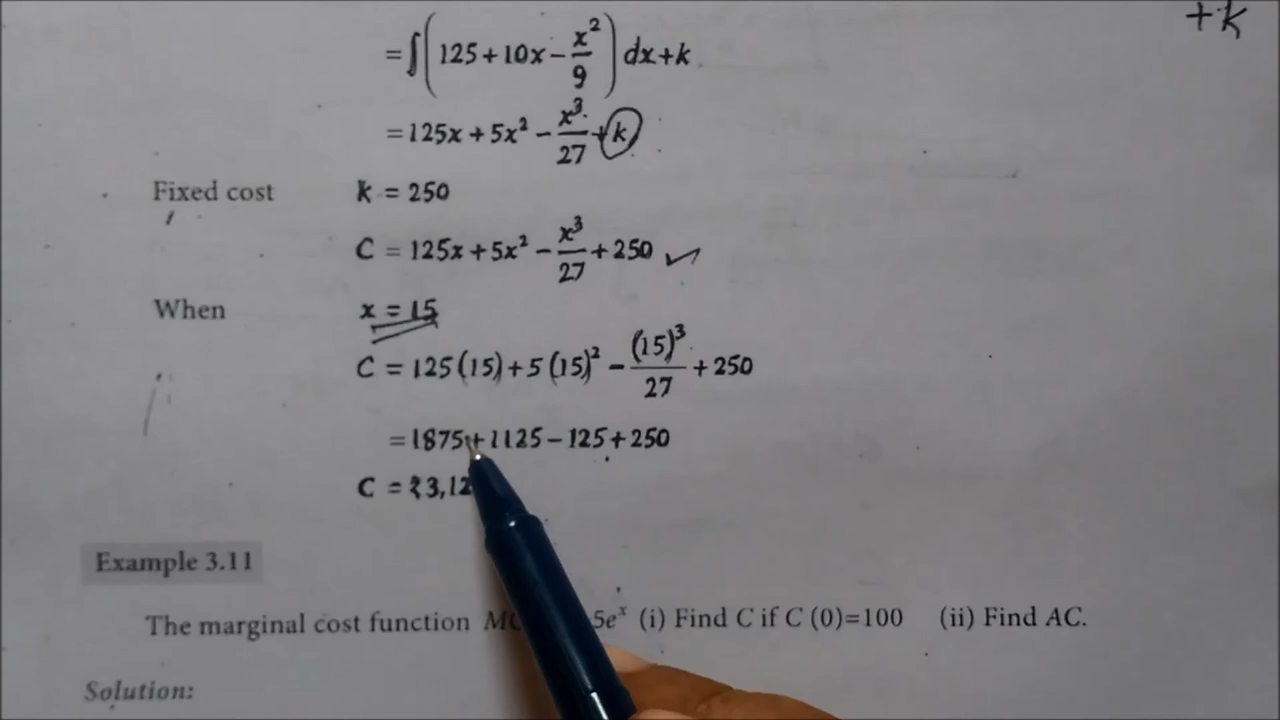 +k
= ∫(125 + 10x − x²/9) dx + k
= 125x + 5x² − x³/27 + k
Fixed cost k = 250
C = 125x + 5x² − x³/27 + 250 ✓
When x = 15
C = 125(15) + 5(15)² − (15)³/27 + 250
= 1875 + 1125 − 125 + 250
C = ₹3,12
Example 3.11
The marginal cost function 5eˣ (i) Find C if C (0)=100 (ii) Find AC.
Solution: